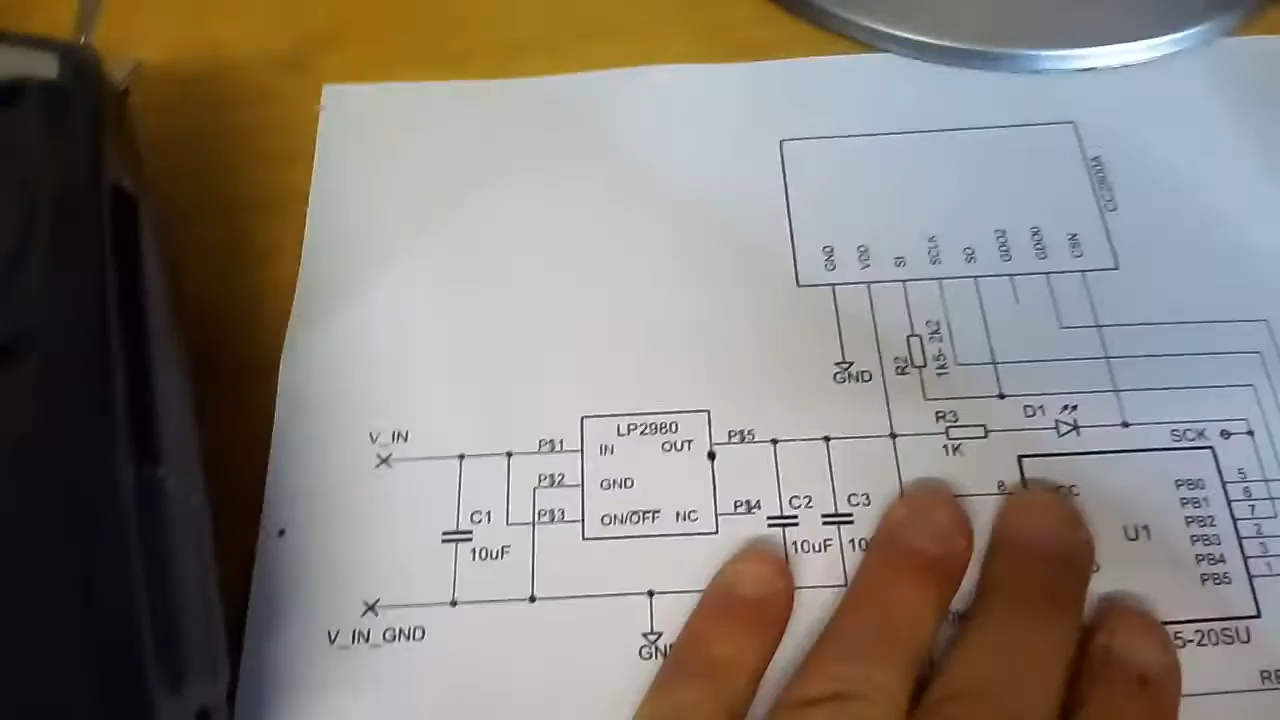 GND VDD SI SCLK SO GDO2 GDO0 CSN
GND
R2
1k5-2k2
R3
1K
D1
SCK
V_IN
P$1
P$2
P$3
LP2980
IN
OUT
GND
ON/OFF NC
P$5
P$4
C1
10uF
C2
10uF
C3
8
U1
PB0
PB1
PB2
PB3
PB4
PB5
5
6
7
2
3
1
V_IN_GND
5-20SU